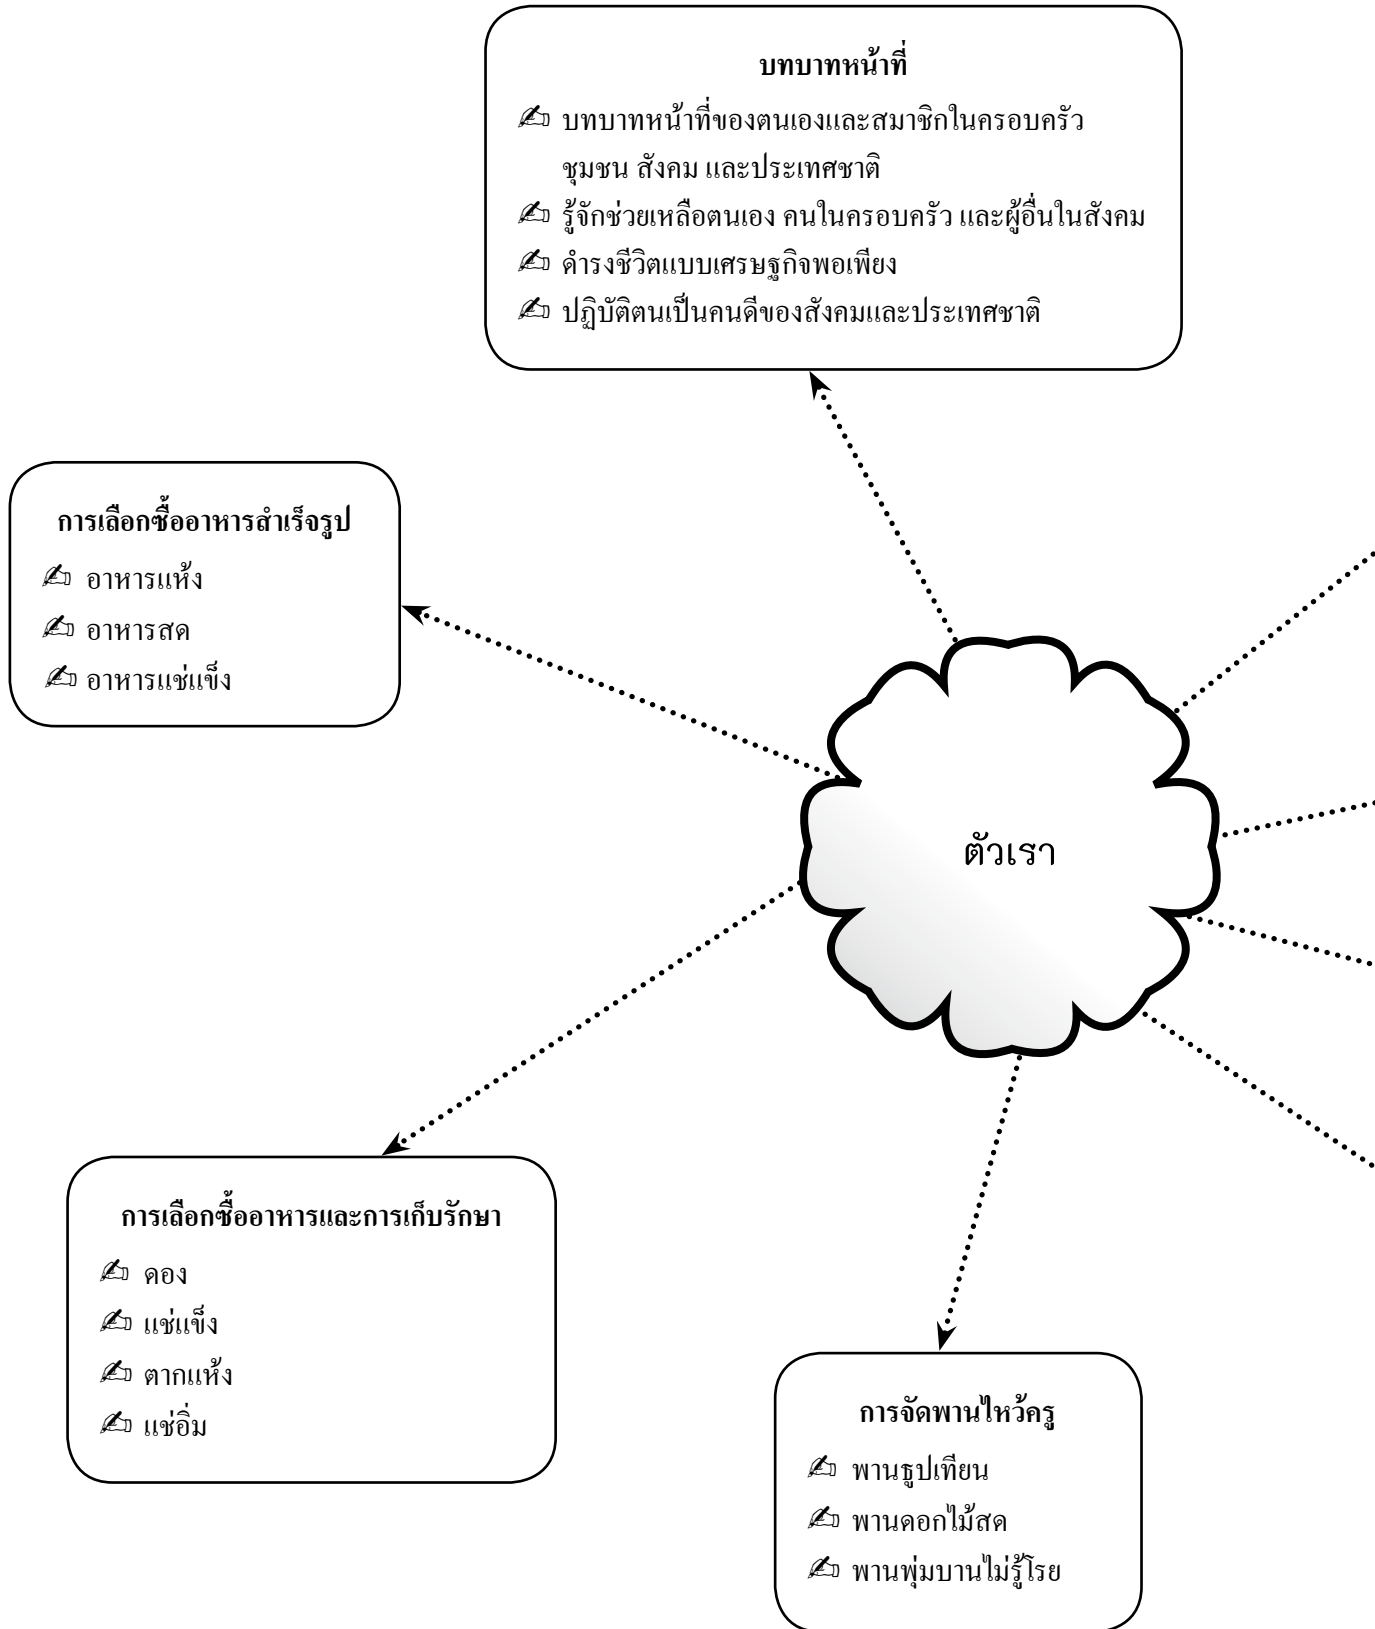 บทบาทหน้าที่
✍ บทบาทหน้าที่ของตนเองและสมาชิกในครอบครัว
ชุมชน สังคม และประเทศชาติ
✍ รู้จักช่วยเหลือตนเอง คนในครอบครัว และผู้อื่นในสังคม
✍ ดำรงชีวิตแบบเศรษฐกิจพอเพียง
✍ ปฏิบัติตนเป็นคนดีของสังคมและประเทศชาติ
การเลือกซื้ออาหารสำเร็จรูป
✍ อาหารแห้ง
✍ อาหารสด
✍ อาหารแช่แข็ง
ตัวเรา
การเลือกซื้ออาหารและการเก็บรักษา
✍ ดอง
✍ แช่แข็ง
✍ ตากแห้ง
✍ แช่อิ่ม
การจัดพานไหว้ครู
✍ พานธูปเทียน
✍ พานดอกไม้สด
✍ พานพุ่มบานไม่รู้โรย